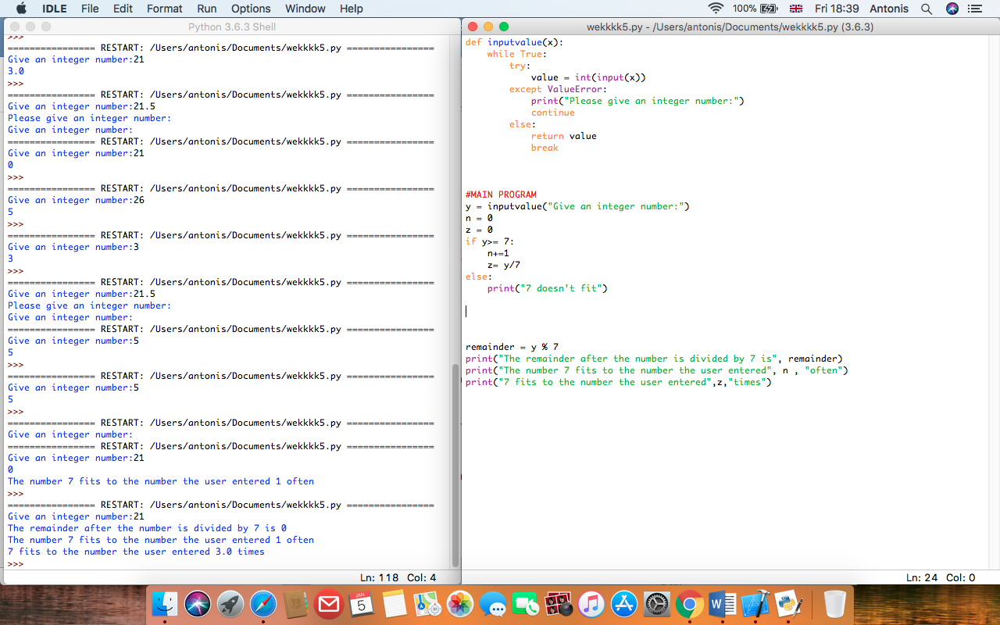 IDLE File Edit Format Run Options Window Help 100% Fri 18:39 Antonis
Python 3.6.3 Shell
>>>
================ RESTART: /Users/antonis/Documents/wekkkk5.py ================
Give an integer number:21
3.0
>>>
================ RESTART: /Users/antonis/Documents/wekkkk5.py ================
Give an integer number:21.5
Please give an integer number:
Give an integer number:
================ RESTART: /Users/antonis/Documents/wekkkk5.py ================
Give an integer number:21
0
>>>
================ RESTART: /Users/antonis/Documents/wekkkk5.py ================
Give an integer number:26
5
>>>
================ RESTART: /Users/antonis/Documents/wekkkk5.py ================
Give an integer number:3
3
>>>
================ RESTART: /Users/antonis/Documents/wekkkk5.py ================
Give an integer number:21.5
Please give an integer number:
Give an integer number:
================ RESTART: /Users/antonis/Documents/wekkkk5.py ================
Give an integer number:5
5
>>>
================ RESTART: /Users/antonis/Documents/wekkkk5.py ================
Give an integer number:5
5
>>>
================ RESTART: /Users/antonis/Documents/wekkkk5.py ================
Give an integer number:
================ RESTART: /Users/antonis/Documents/wekkkk5.py ================
Give an integer number:21
0
The number 7 fits to the number the user entered 1 often
>>>
================ RESTART: /Users/antonis/Documents/wekkkk5.py ================
Give an integer number:21
The remainder after the number is divided by 7 is 0
The number 7 fits to the number the user entered 1 often
7 fits to the number the user entered 3.0 times
>>>
Ln: 118 Col: 4
wekkkk5.py - /Users/antonis/Documents/wekkkk5.py (3.6.3)
def inputvalue(x):
    while True:
        try:
            value = int(input(x))
        except ValueError:
            print("Please give an integer number:")
            continue
        else:
            return value
            break
#MAIN PROGRAM
y = inputvalue("Give an integer number:")
n = 0
z = 0
if y>= 7:
    n+=1
    z= y/7
else:
    print("7 doesn't fit")
remainder = y % 7
print("The remainder after the number is divided by 7 is", remainder)
print("The number 7 fits to the number the user entered", n , "often")
print("7 fits to the number the user entered",z,"times")
Ln: 24 Col: 0
JAN
5